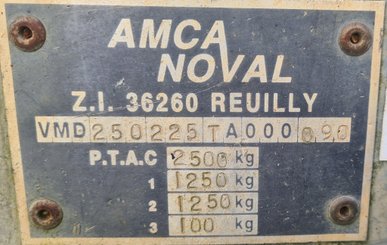 AMCA
NOVAL
Z.I. 36260 REUILLY
VMD250225TA000090
P.T.A.C 2500 kg
1 1250 kg
2 1250 kg
3 100 kg